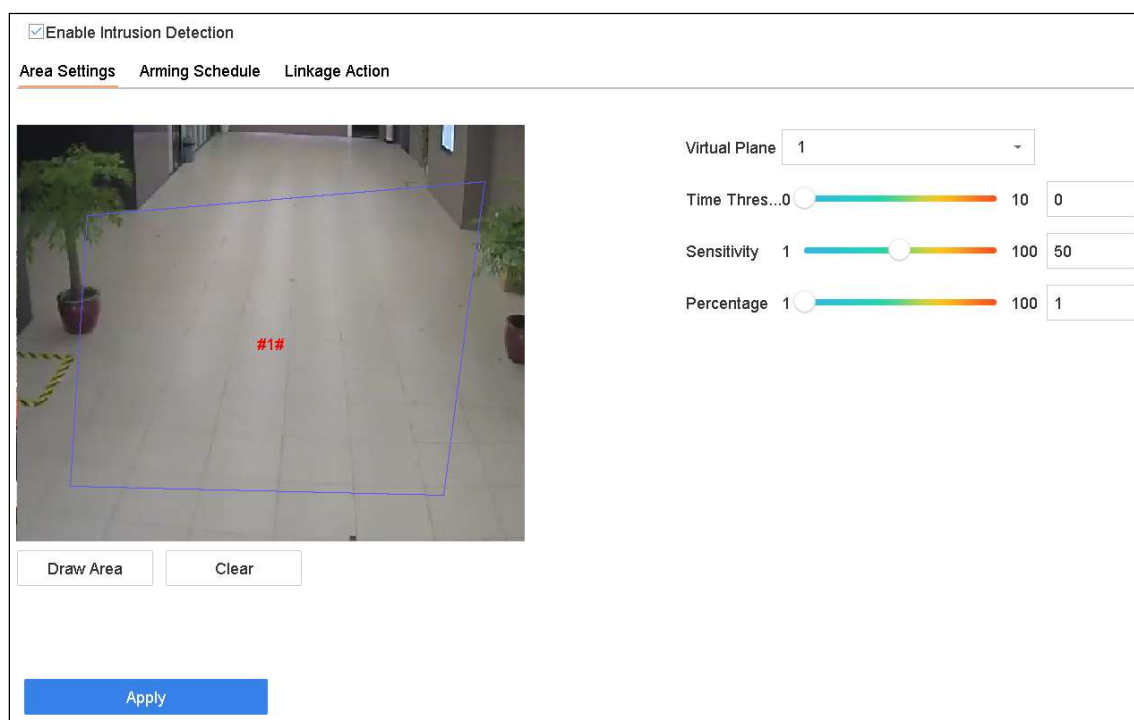 Enable Intrusion Detection
Area Settings Arming Schedule Linkage Action
Virtual Plane 1
Time Thres...0 10 0
Sensitivity 1 100 50
Percentage 1 100 1
#1#
Draw Area Clear
Apply